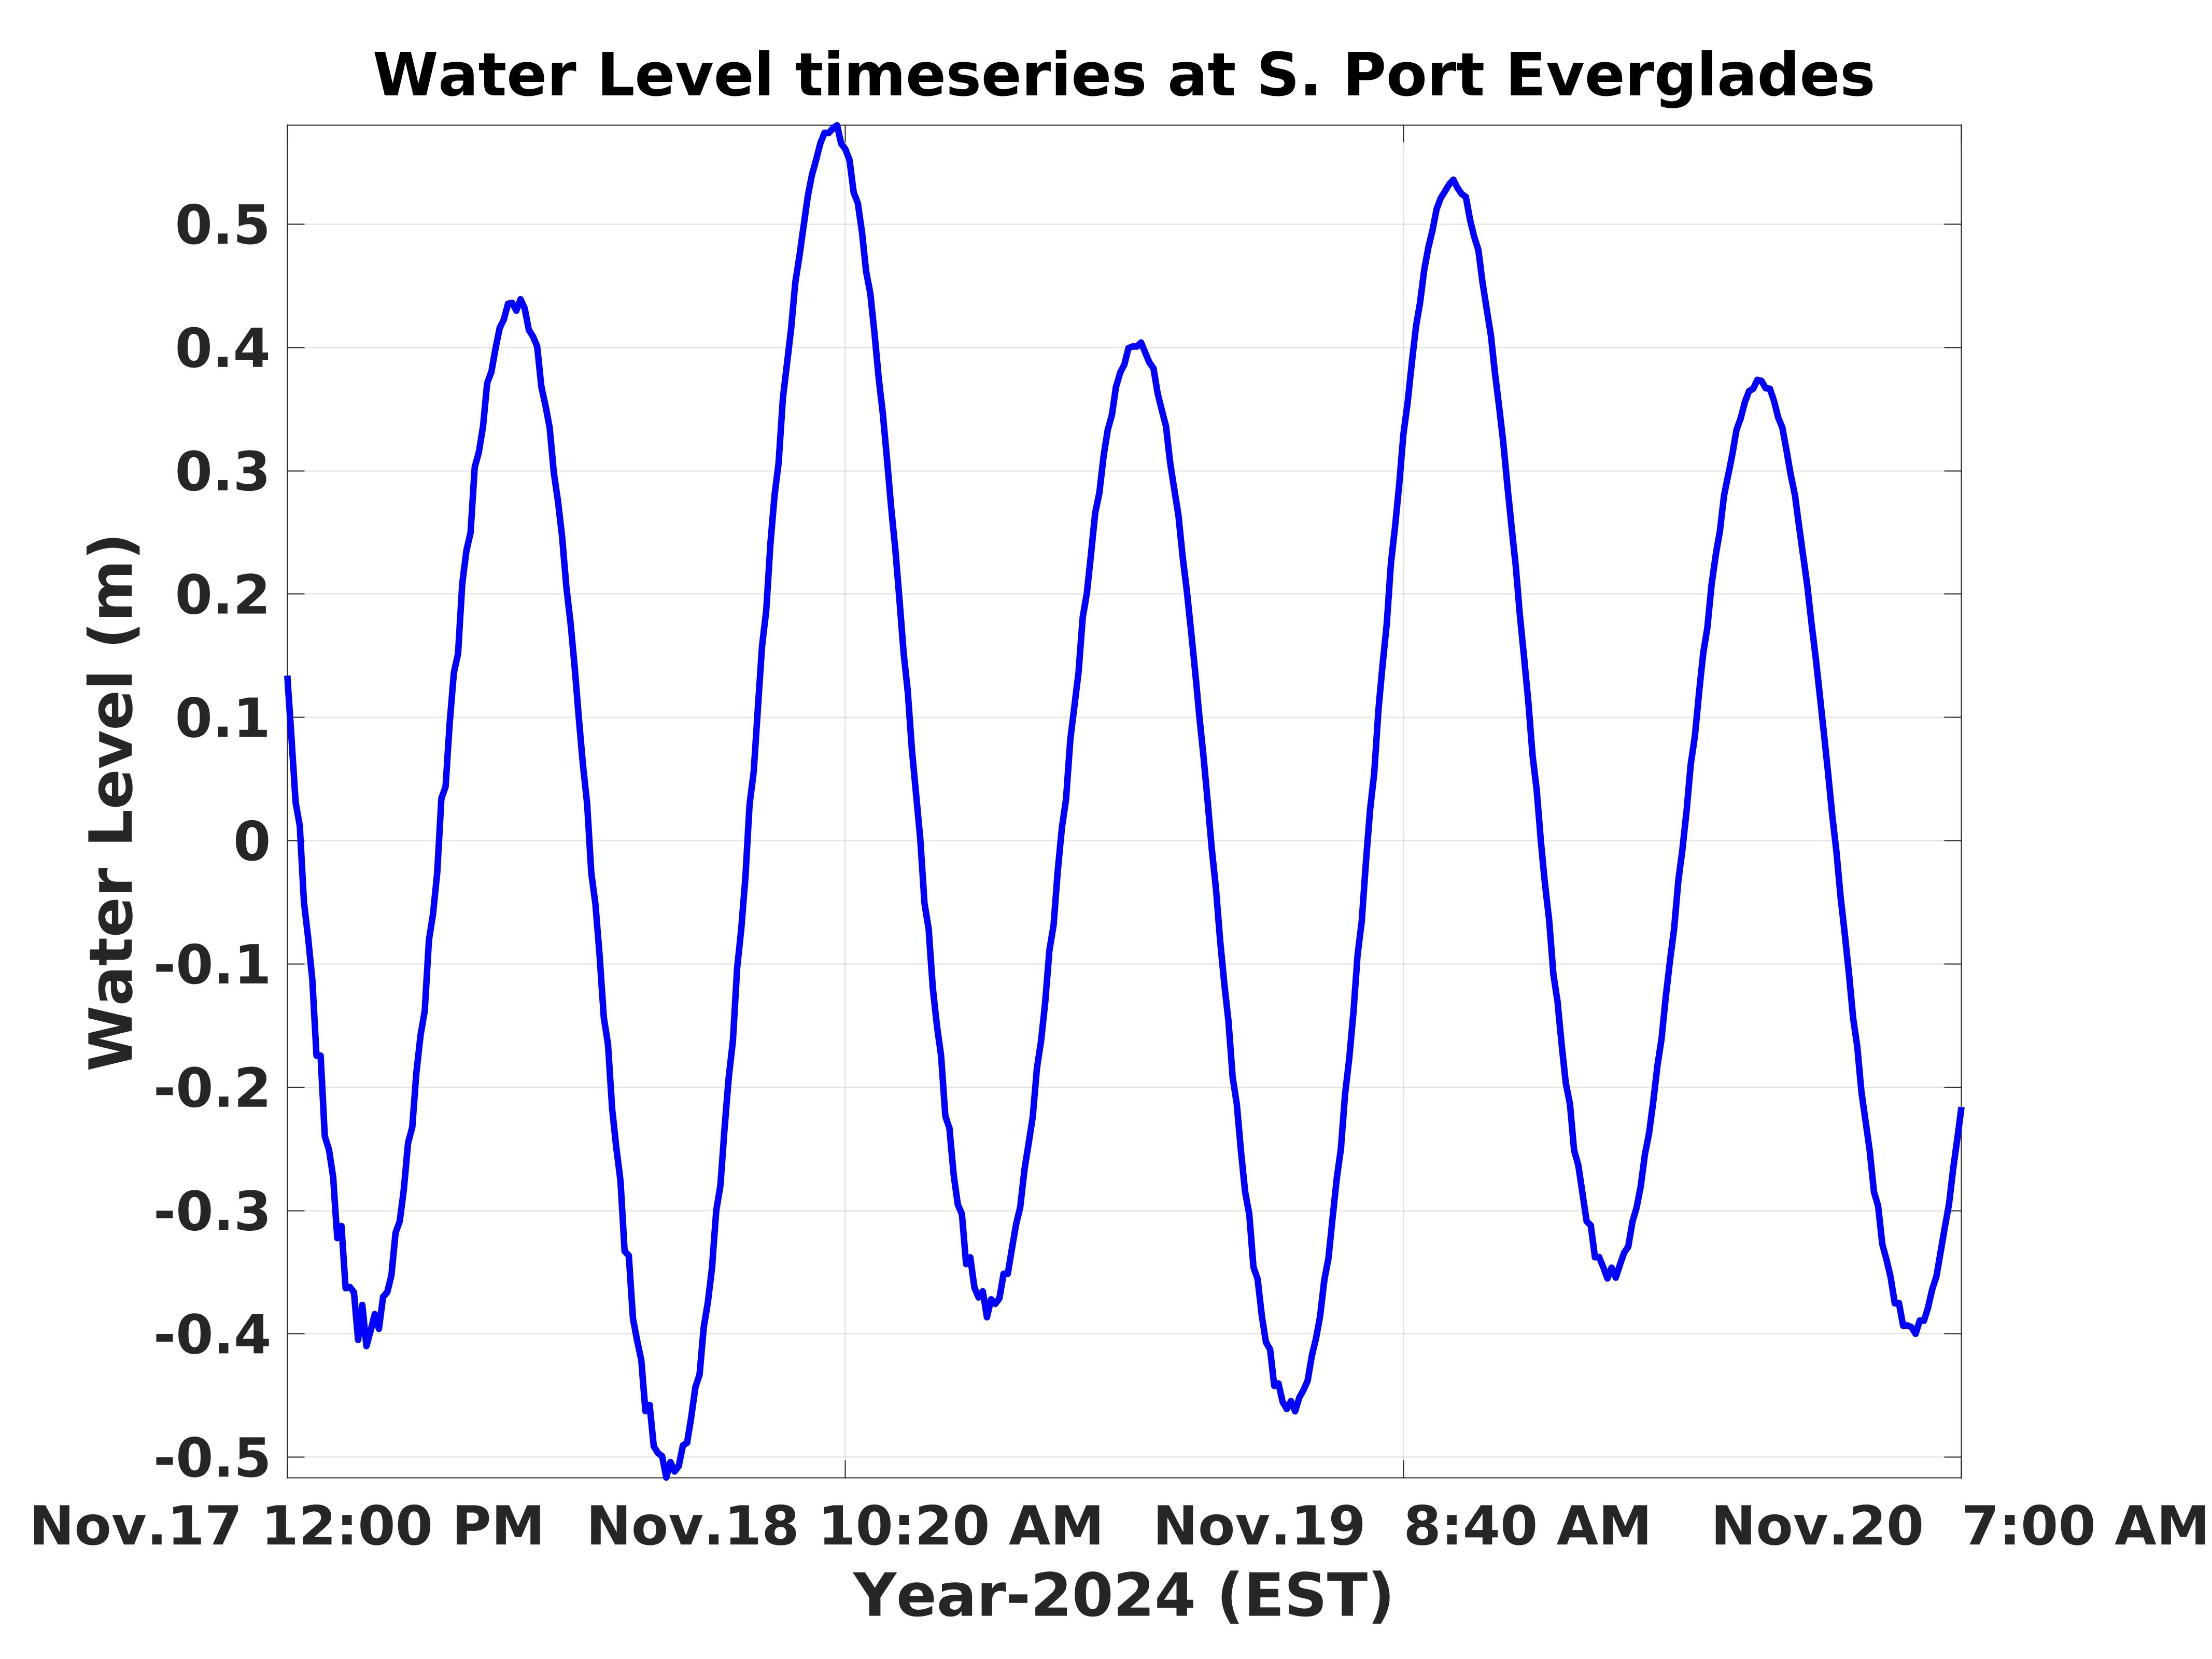 Water Level timeseries at S. Port Everglades
Water Level (m)
0.5
0.4
0.3
0.2
0.1
0
-0.1
-0.2
-0.3
-0.4
-0.5
Nov.17 12:00 PM Nov.18 10:20 AM Nov.19 8:40 AM Nov.20 7:00 AM
Year-2024 (EST)